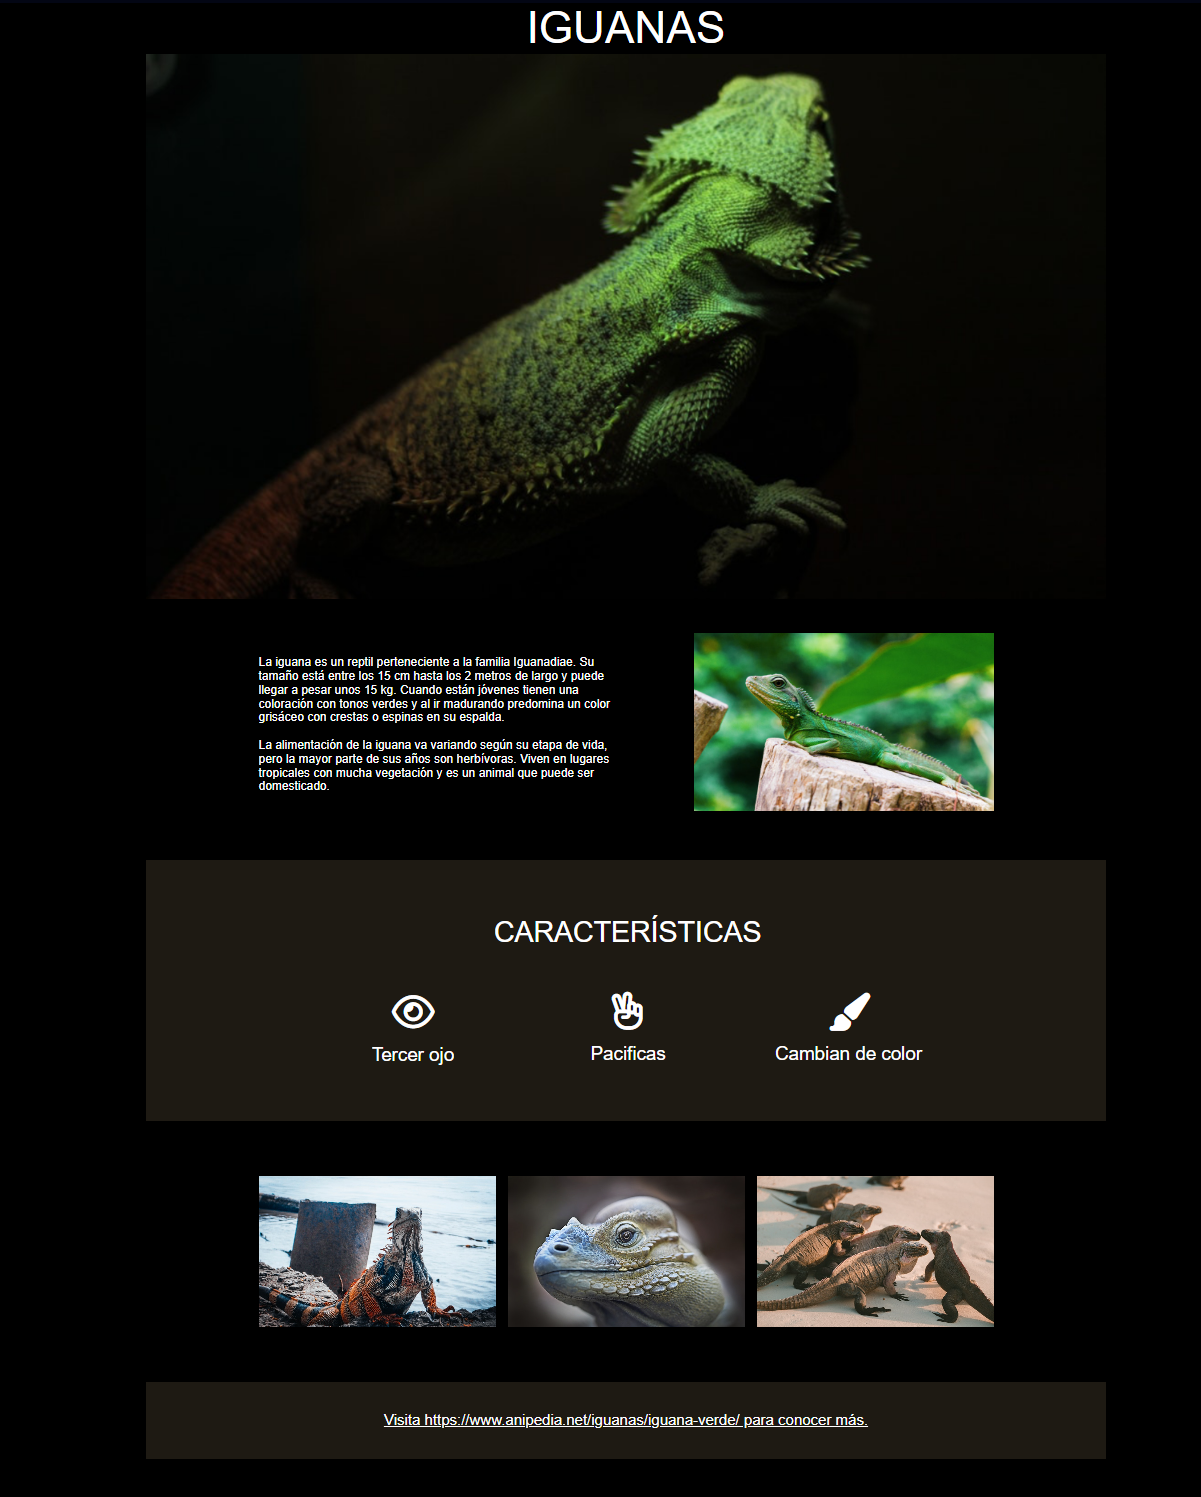 IGUANAS
La iguana es un reptil perteneciente a la familia Iguanadiae. Su
tamaño está entre los 15 cm hasta los 2 metros de largo y puede
llegar a pesar unos 15 kg. Cuando están jóvenes tienen una
coloración con tonos verdes y al ir madurando predomina un color
grisáceo con crestas o espinas en su espalda.
La alimentación de la iguana va variando según su etapa de vida,
pero la mayor parte de sus años son herbívoras. Viven en lugares
tropicales con mucha vegetación y es un animal que puede ser
domesticado.
CARACTERÍSTICAS
Tercer ojo
Pacificas
Cambian de color
Visita https://www.anipedia.net/iguanas/iguana-verde/ para conocer más.